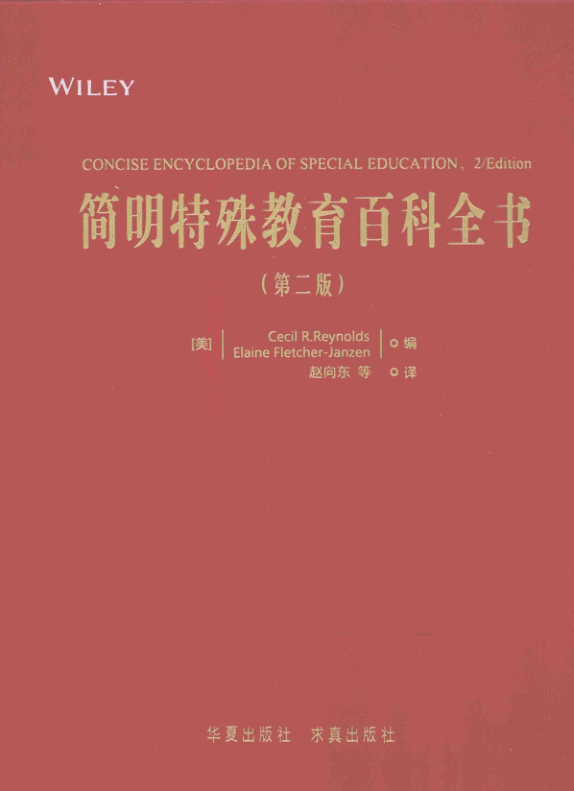 WILEY
CONCISE ENCYCLOPEDIA OF SPECIAL EDUCATION, 2/Edition
简明特殊教育百科全书
(第二版)
[美] Cecil R.Reynolds
Elaine Fletcher-Janzen 编
赵向东 等 译
华夏出版社 求真出版社